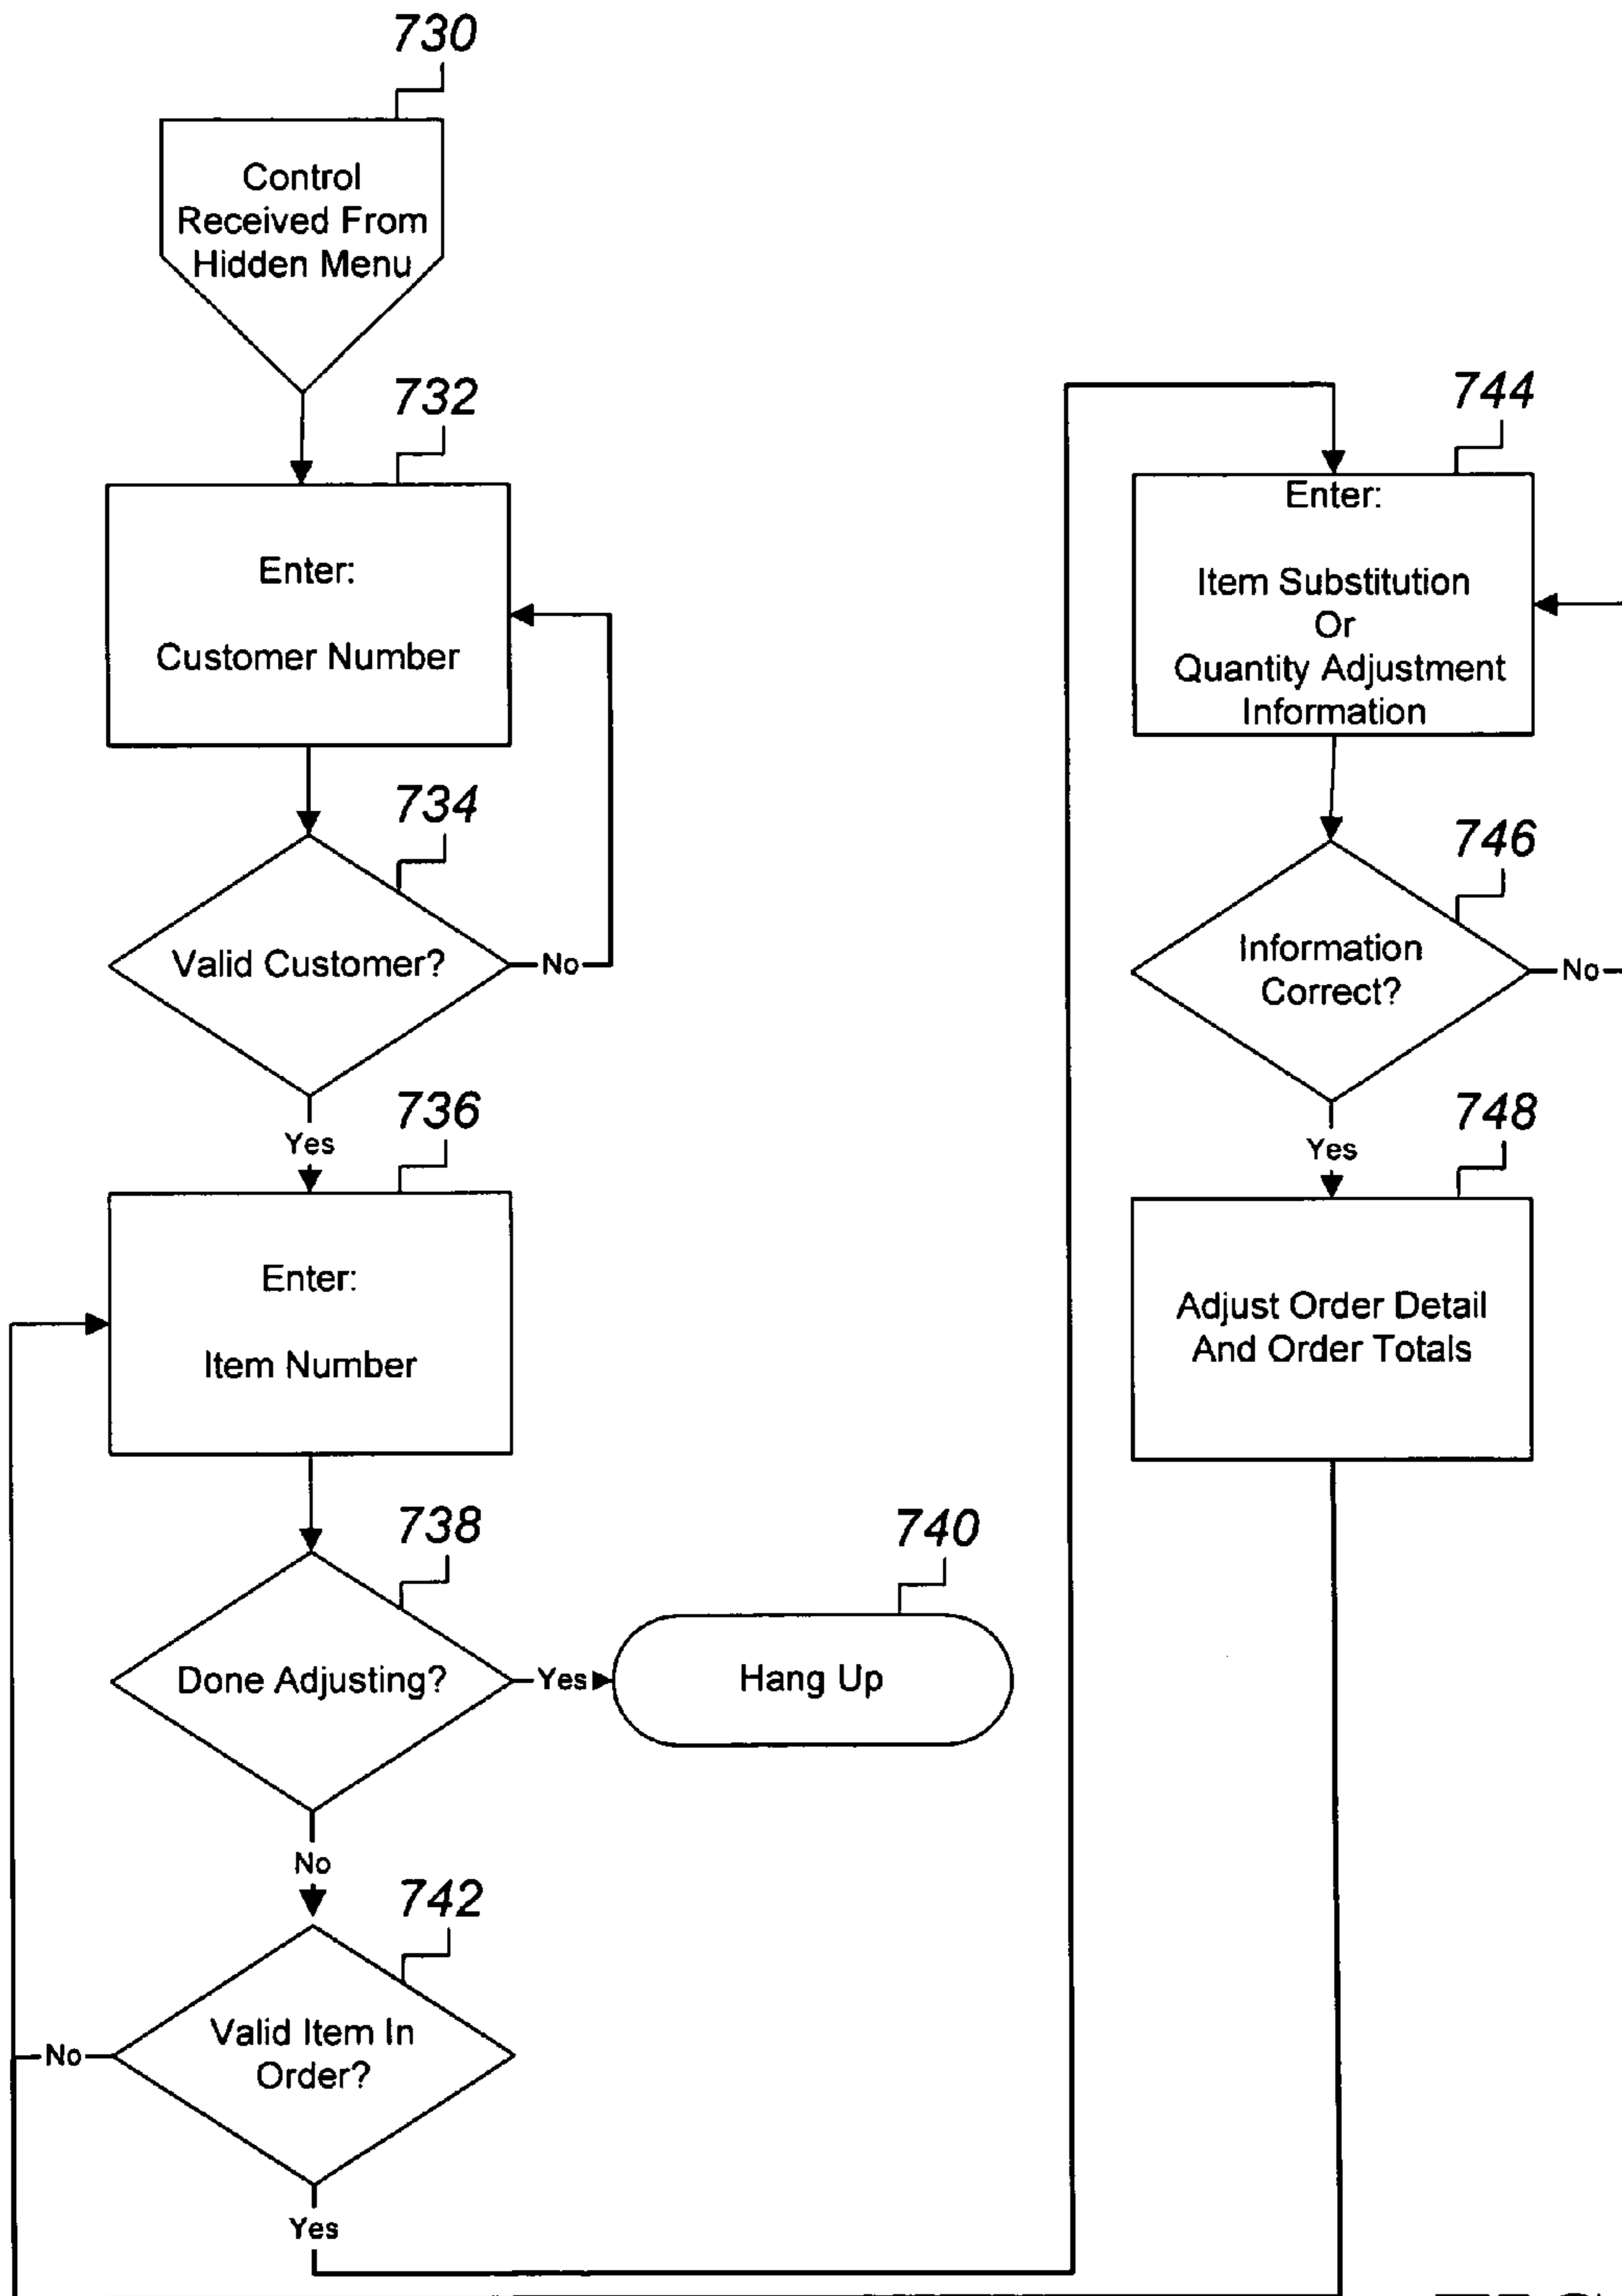 730
Control
Received From
Hidden Menu
732
Enter:
Customer Number
734
Valid Customer?
No
Yes
736
Enter:
Item Number
738
Done Adjusting?
Yes
740
Hang Up
No
742
Valid Item In
Order?
No
Yes
744
Enter:
Item Substitution
Or
Quantity Adjustment
Information
746
Information
Correct?
No
Yes
748
Adjust Order Detail
And Order Totals